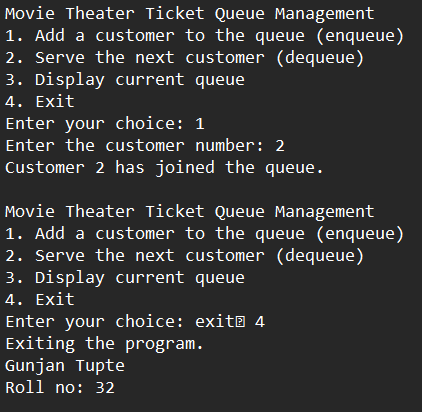 Movie Theater Ticket Queue Management
1. Add a customer to the queue (enqueue)
2. Serve the next customer (dequeue)
3. Display current queue
4. Exit
Enter your choice: 1
Enter the customer number: 2
Customer 2 has joined the queue.

Movie Theater Ticket Queue Management
1. Add a customer to the queue (enqueue)
2. Serve the next customer (dequeue)
3. Display current queue
4. Exit
Enter your choice: exit⍰ 4
Exiting the program.
Gunjan Tupte
Roll no: 32